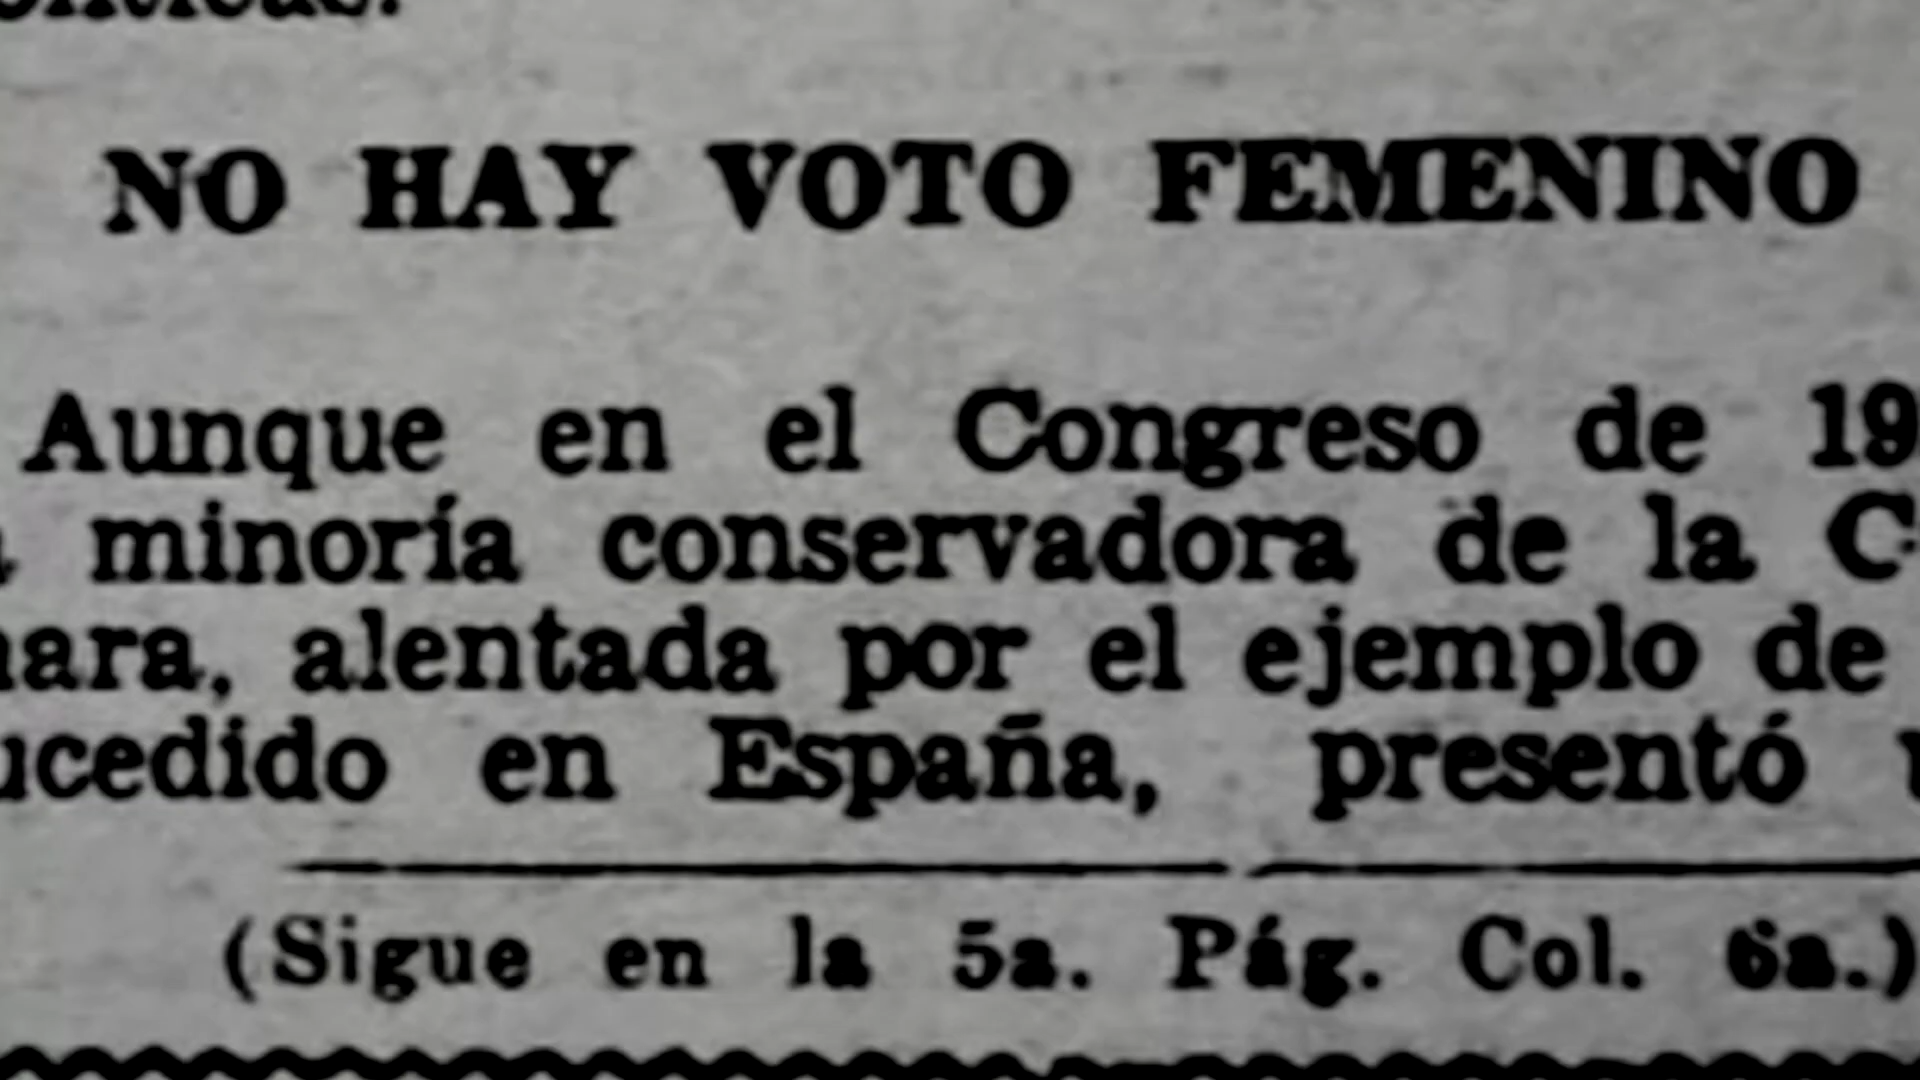 NO HAY VOTO FEMENINO
Aunque en el Congreso de 19
minoría conservadora de la C
ara, alentada por el ejemplo de
ucedido en España, presentó
(Sigue en la 5a. Pág. Col. 6a.)